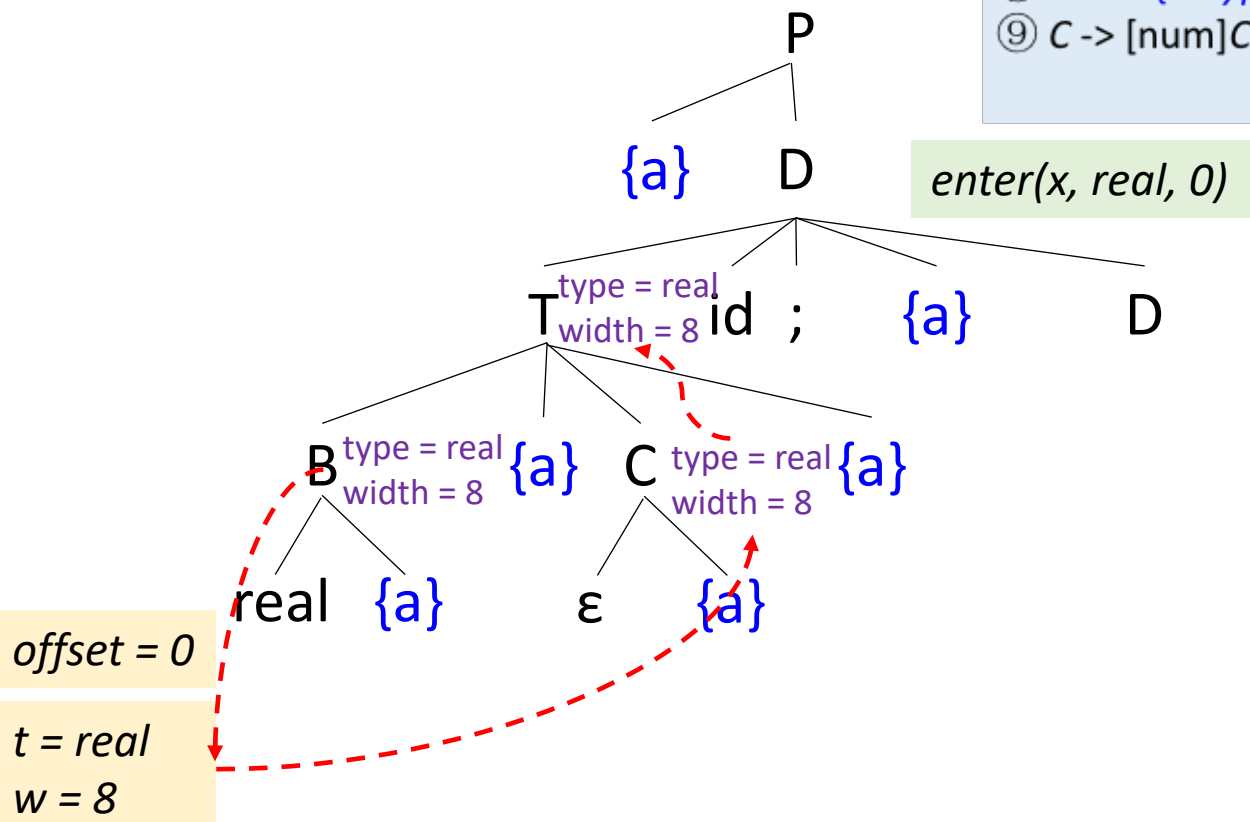 P
⑨ C -> [num]C
{a} D
enter(x, real, 0)
T type = real
width = 8
id ; {a} D
B type = real
width = 8
{a} C type = real
width = 8
{a}
real {a} ε {a}
offset = 0
t = real
w = 8